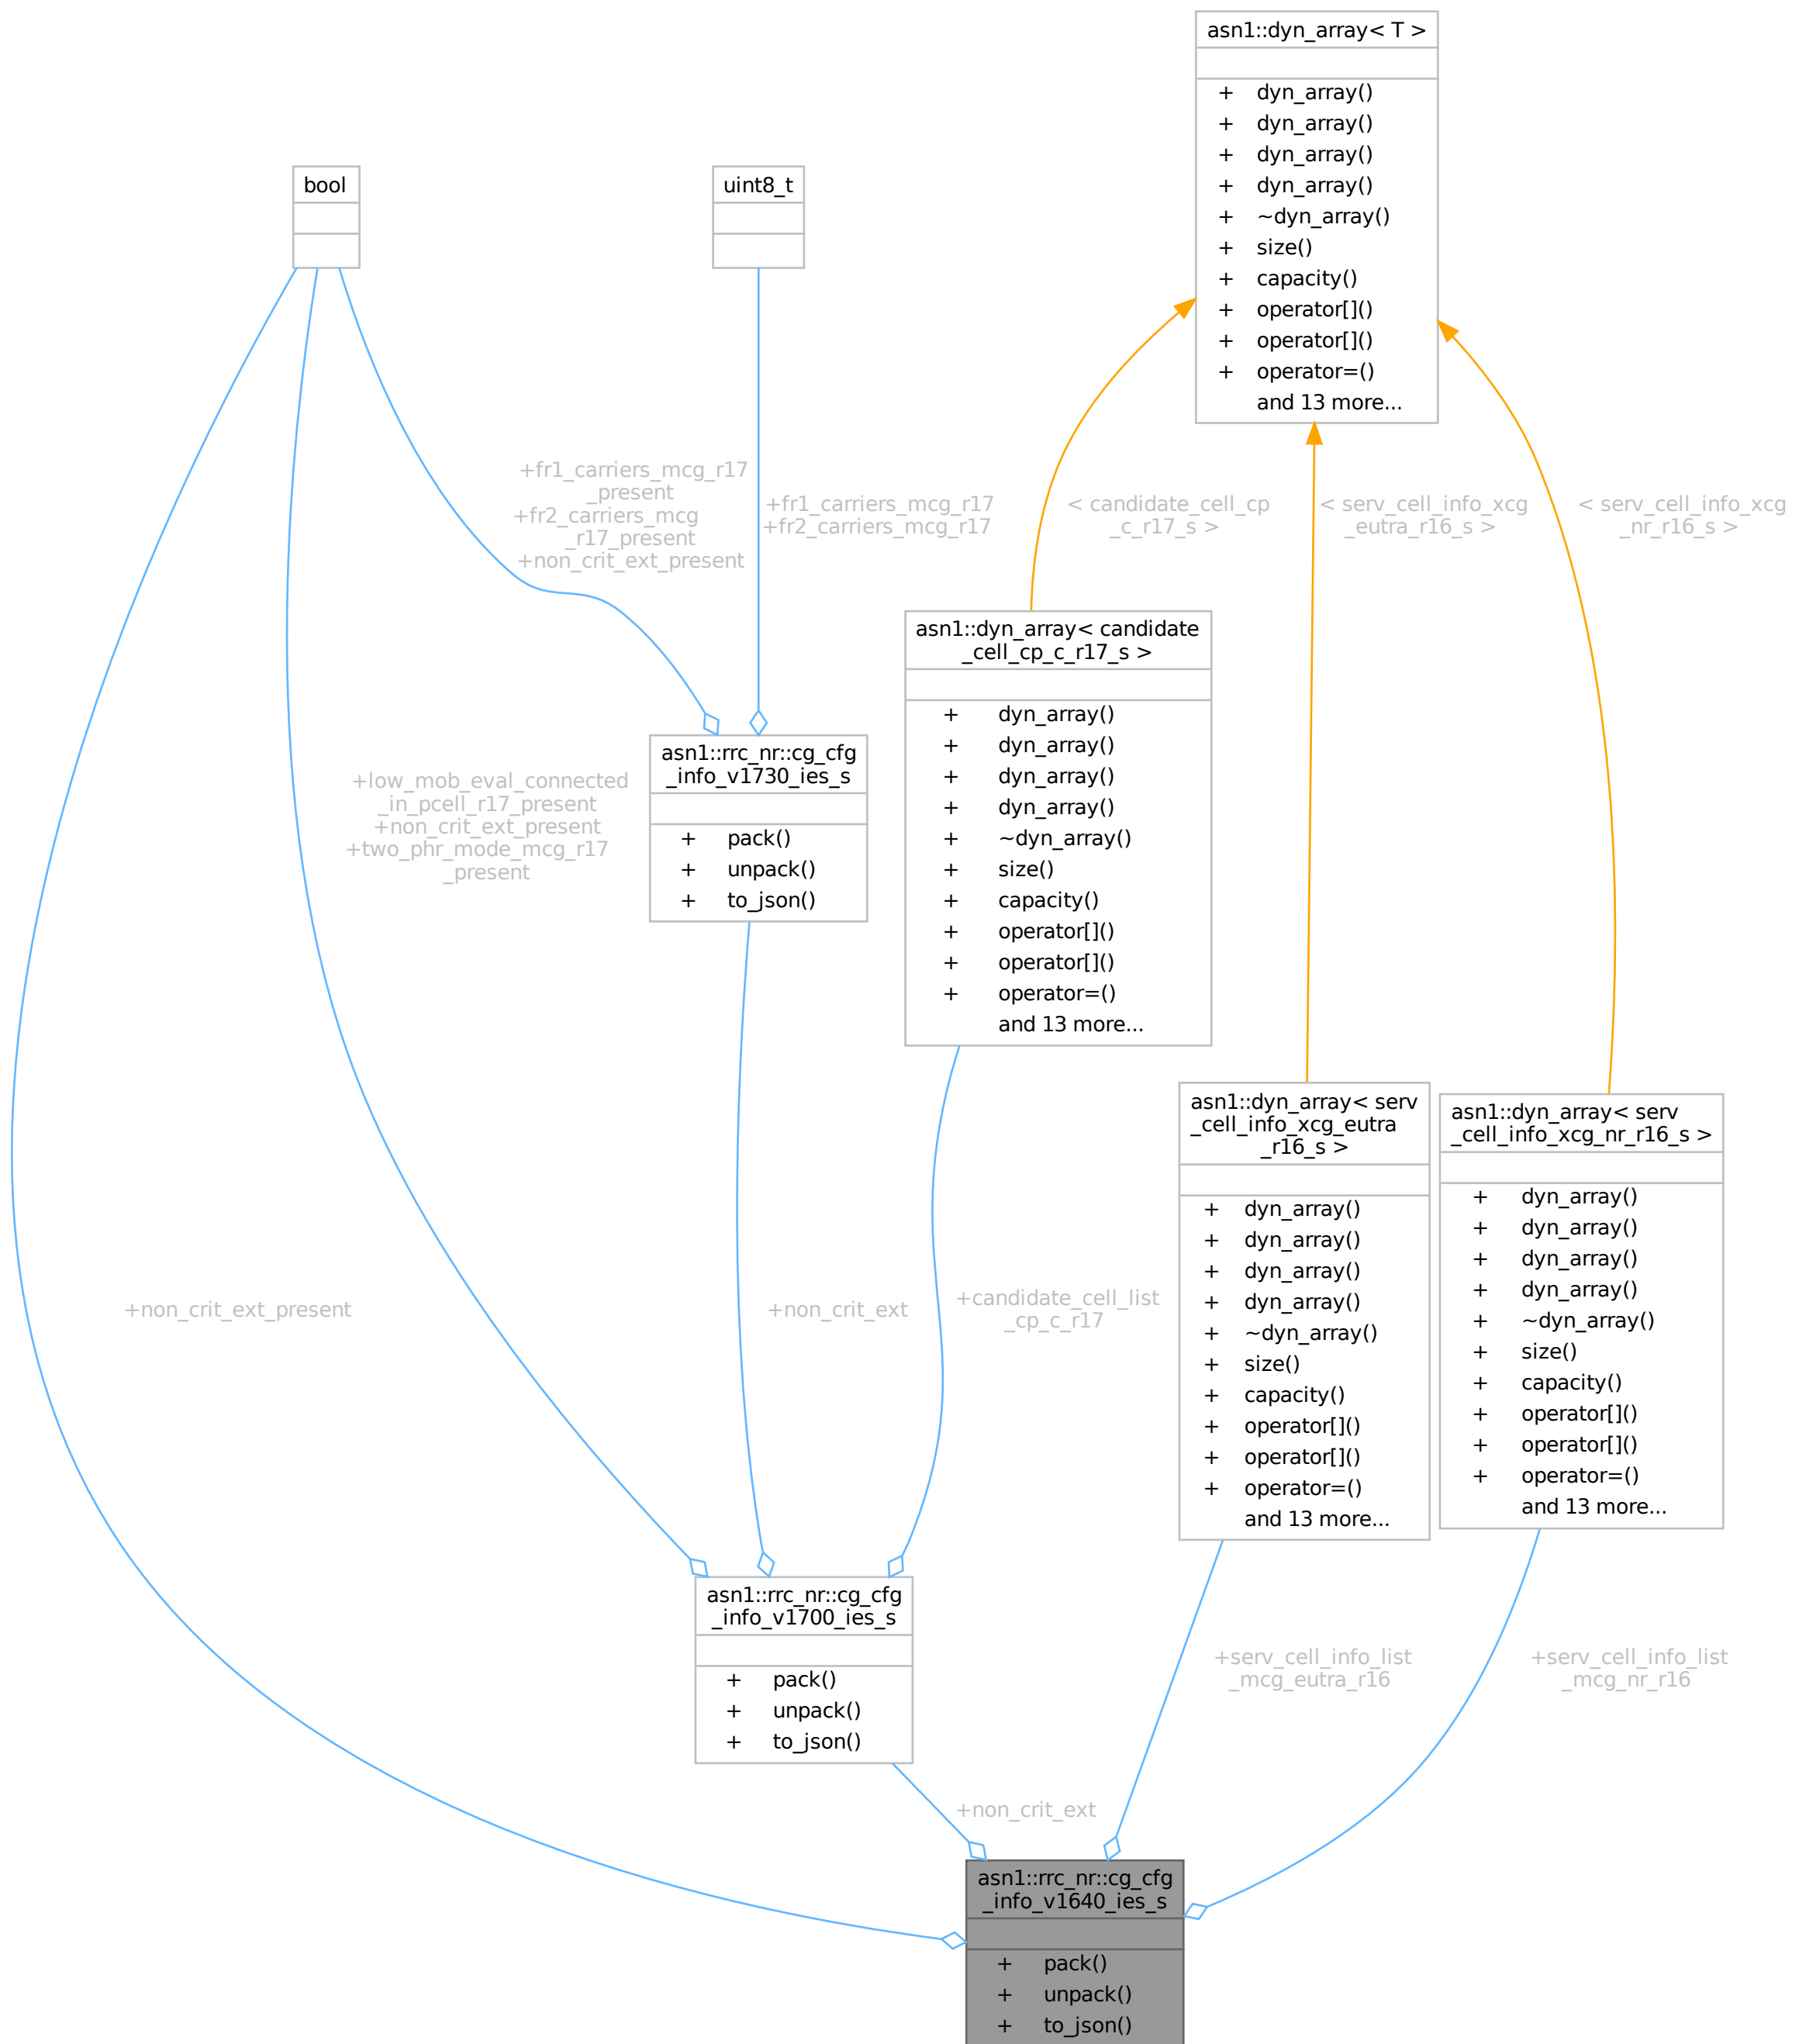 asn1::dyn_array< T >
+ dyn_array()
+ dyn_array()
+ dyn_array()
+ dyn_array()
+ ~dyn_array()
+ size()
+ capacity()
+ operator[]()
+ operator[]()
+ operator=()
and 13 more...
bool
uint8_t
+fr1_carriers_mcg_r17
_present
+fr2_carriers_mcg
_r17_present
+non_crit_ext_present
+fr1_carriers_mcg_r17
+fr2_carriers_mcg_r17
< candidate_cell_cp
_c_r17_s >
< serv_cell_info_xcg
_eutra_r16_s >
< serv_cell_info_xcg
_nr_r16_s >
asn1::dyn_array< candidate
_cell_cp_c_r17_s >
+ dyn_array()
+ dyn_array()
+ dyn_array()
+ dyn_array()
+ ~dyn_array()
+ size()
+ capacity()
+ operator[]()
+ operator[]()
+ operator=()
and 13 more...
asn1::rrc_nr::cg_cfg
_info_v1730_ies_s
+ pack()
+ unpack()
+ to_json()
+low_mob_eval_connected
_in_pcell_r17_present
+non_crit_ext_present
+two_phr_mode_mcg_r17
_present
asn1::dyn_array< serv
_cell_info_xcg_eutra
_r16_s >
+ dyn_array()
+ dyn_array()
+ dyn_array()
+ dyn_array()
+ ~dyn_array()
+ size()
+ capacity()
+ operator[]()
+ operator[]()
+ operator=()
and 13 more...
asn1::dyn_array< serv
_cell_info_xcg_nr_r16_s >
+ dyn_array()
+ dyn_array()
+ dyn_array()
+ dyn_array()
+ ~dyn_array()
+ size()
+ capacity()
+ operator[]()
+ operator[]()
+ operator=()
and 13 more...
+non_crit_ext_present
+non_crit_ext
+candidate_cell_list
_cp_c_r17
asn1::rrc_nr::cg_cfg
_info_v1700_ies_s
+ pack()
+ unpack()
+ to_json()
+serv_cell_info_list
_mcg_eutra_r16
+serv_cell_info_list
_mcg_nr_r16
+non_crit_ext
asn1::rrc_nr::cg_cfg
_info_v1640_ies_s
+ pack()
+ unpack()
+ to_json()